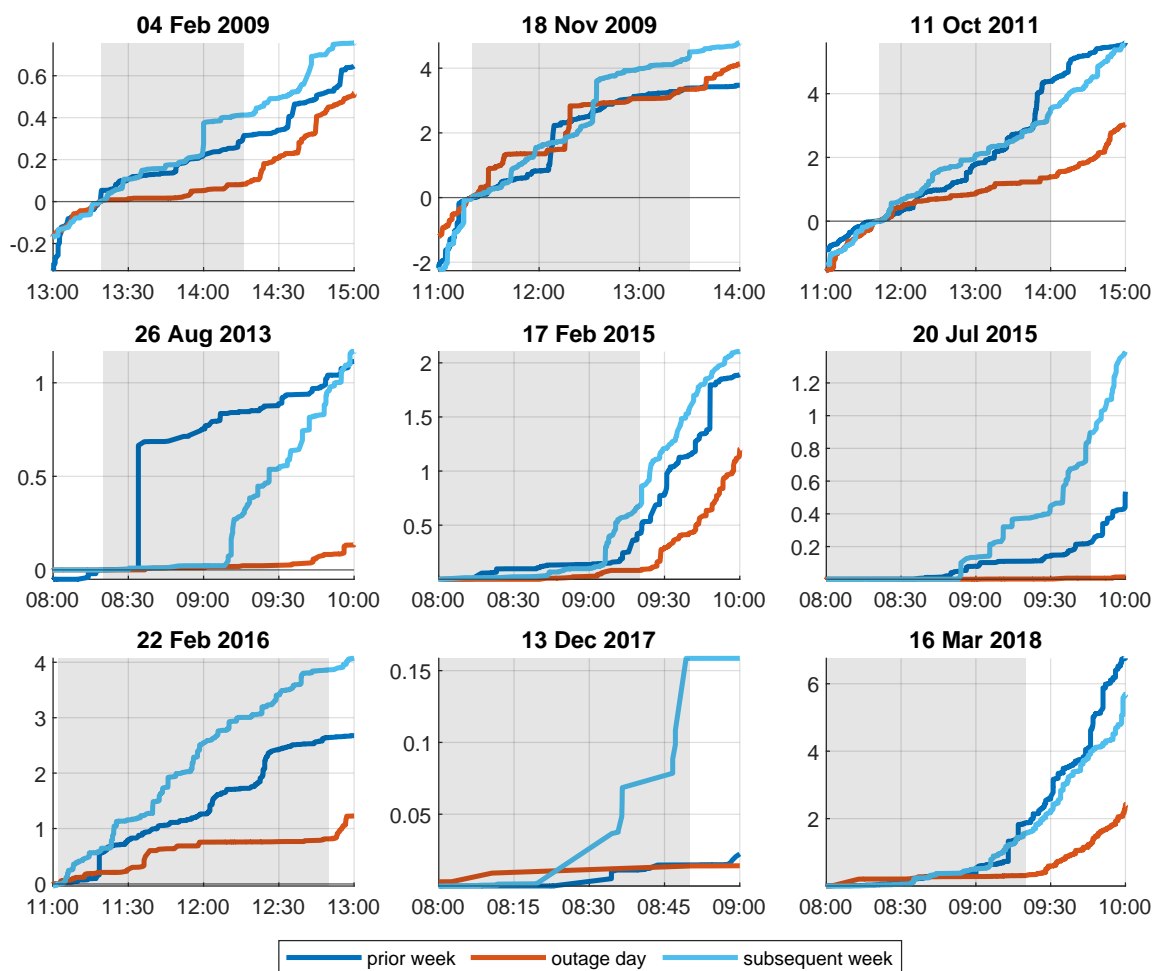 04 Feb 2009
18 Nov 2009
11 Oct 2011
0.6
0.4
0.2
0
-0.2
13:00 13:30 14:00 14:30 15:00
4
2
0
-2
11:00 12:00 13:00 14:00
4
2
0
11:00 12:00 13:00 14:00 15:00
26 Aug 2013
17 Feb 2015
20 Jul 2015
1
0.5
0
08:00 08:30 09:00 09:30 10:00
2
1.5
1
0.5
08:00 08:30 09:00 09:30 10:00
1.2
1
0.8
0.6
0.4
0.2
08:00 08:30 09:00 09:30 10:00
22 Feb 2016
13 Dec 2017
16 Mar 2018
4
3
2
1
0
11:00 11:30 12:00 12:30 13:00
0.15
0.1
0.05
08:00 08:15 08:30 08:45 09:00
6
4
2
08:00 08:30 09:00 09:30 10:00
prior week outage day subsequent week